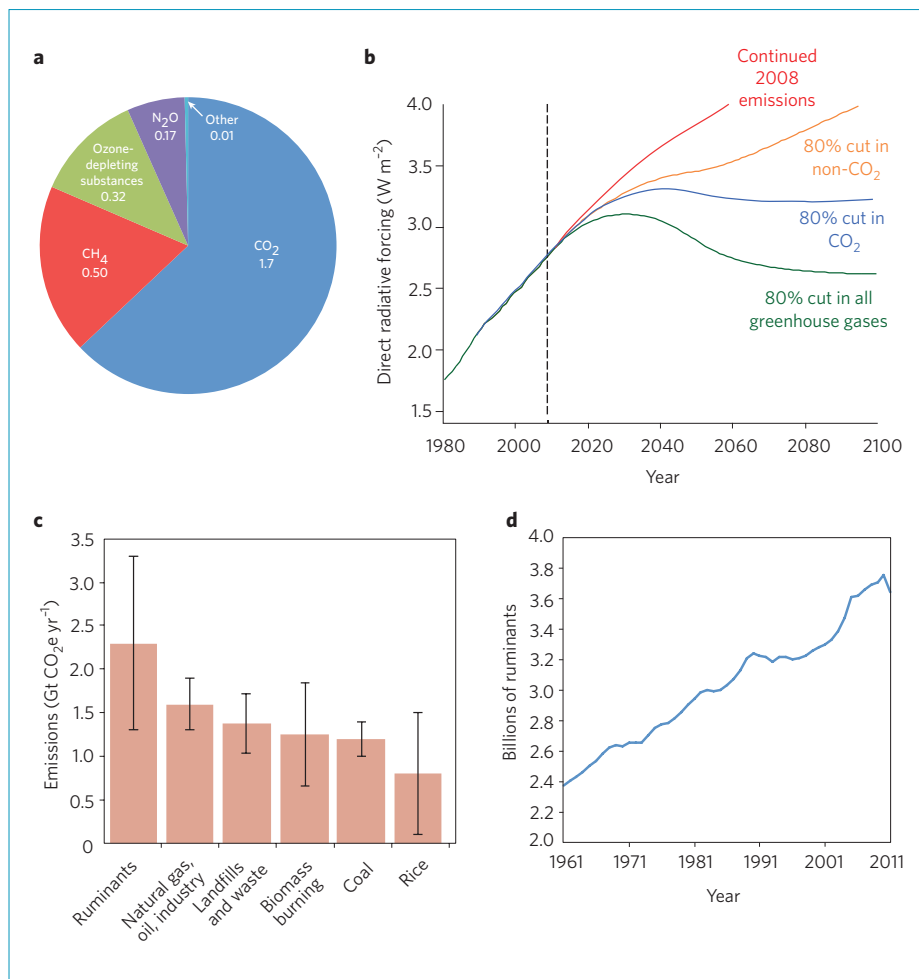 a
N₂O
0.17
Other
0.01
Ozone-
depleting
substances
0.32
CH₄
0.50
CO₂
1.7
b
Direct radiative forcing (W m⁻²)
4.0
3.5
3.0
2.5
2.0
1.5
1980
2000
2020
2040
2060
2080
2100
Year
Continued
2008
emissions
80% cut in
non-CO₂
80% cut in
CO₂
80% cut in all
greenhouse gases
c
Emissions (Gt CO₂e yr⁻¹)
3.5
3.0
2.5
2.0
1.5
1.0
0.5
0
Ruminants
Natural gas,
oil, industry
Landfills
and waste
Biomass
burning
Coal
Rice
d
Billions of ruminants
4.0
3.8
3.6
3.4
3.2
3.0
2.8
2.6
2.4
2.2
2.0
1961
1971
1981
1991
2001
2011
Year